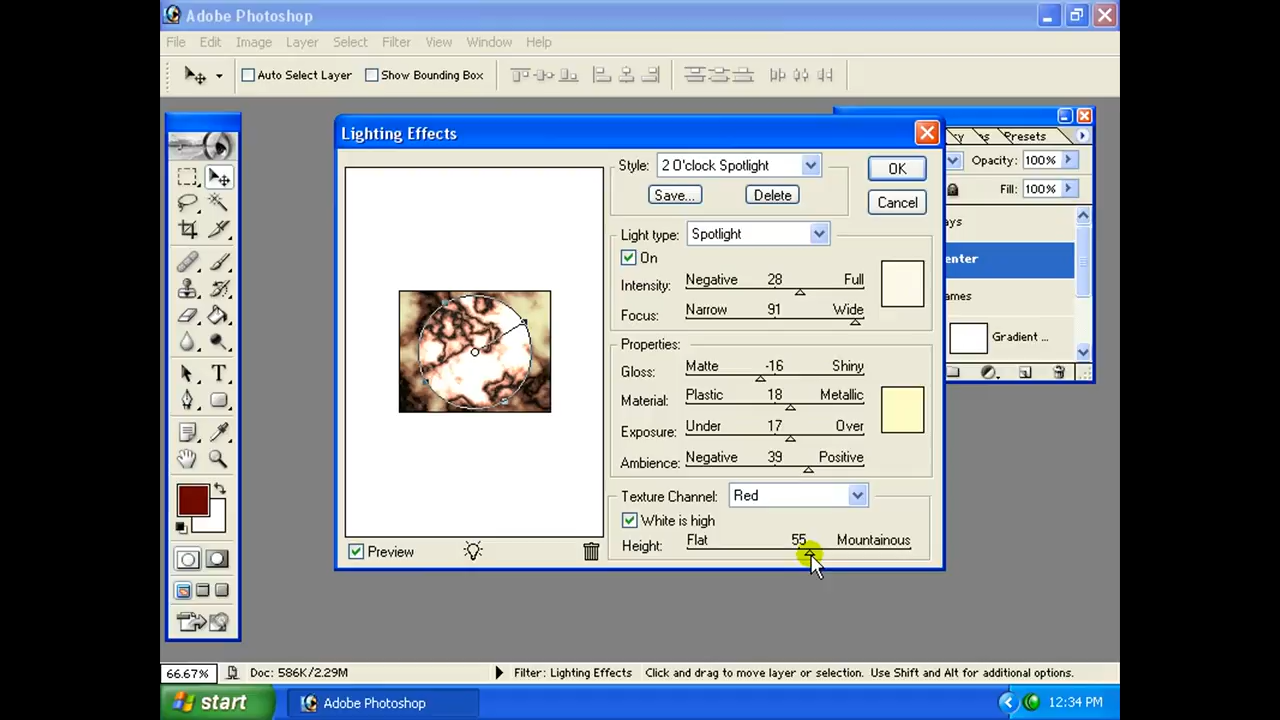 Adobe Photoshop
File Edit Image Layer Select Filter View Window Help
Auto Select Layer Show Bounding Box
Lighting Effects
Style: 2 O'clock Spotlight
Save... Delete
OK
Cancel
Light type: Spotlight
On
Intensity: Negative 28 Full
Focus: Narrow 91 Wide
Properties:
Gloss: Matte -16 Shiny
Material: Plastic 18 Metallic
Exposure: Under 17 Over
Ambience: Negative 39 Positive
Texture Channel: Red
White is high
Height: Flat 55 Mountainous
Preview
Presets
Opacity: 100%
Fill: 100%
ays
enter
ames
Gradient ...
66.67% Doc: 586K/2.29M Filter: Lighting Effects Click and drag to move layer or selection. Use Shift and Alt for additional options.
start Adobe Photoshop 12:34 PM